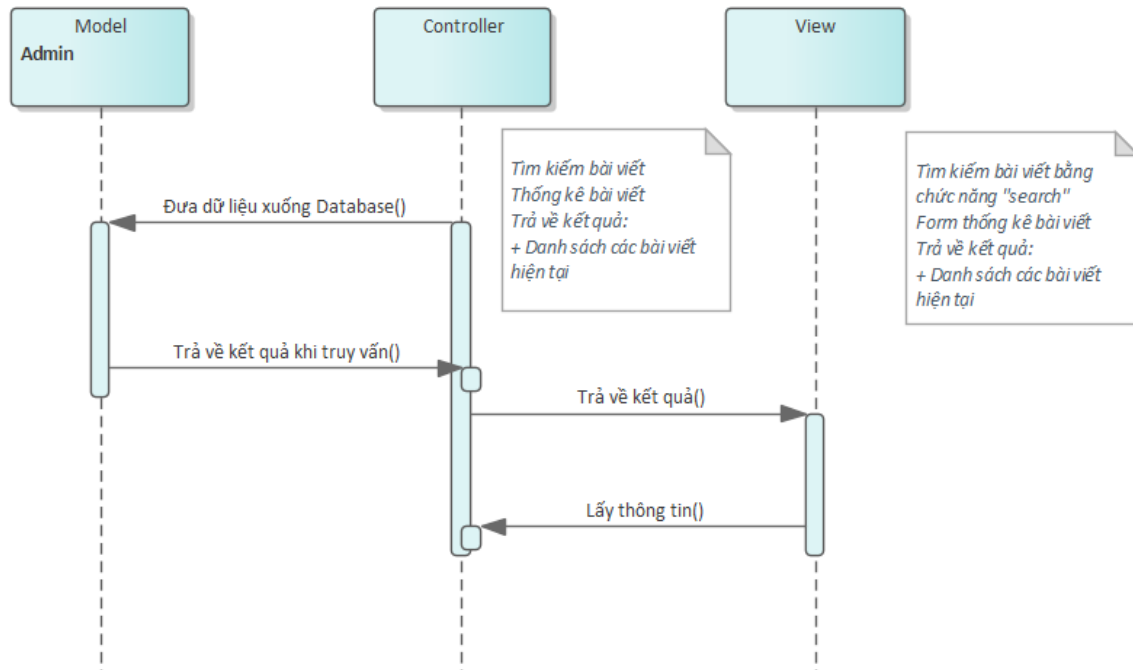 Model
Admin
Controller
View
Tìm kiếm bài viết
Thống kê bài viết
Trả về kết quả:
+ Danh sách các bài viết
hiện tại
Tìm kiếm bài viết bằng
chức năng "search"
Form thống kê bài viết
Trả về kết quả:
+ Danh sách các bài viết
hiện tại
Đưa dữ liệu xuống Database()
Trả về kết quả khi truy vấn()
Trả về kết quả()
Lấy thông tin()